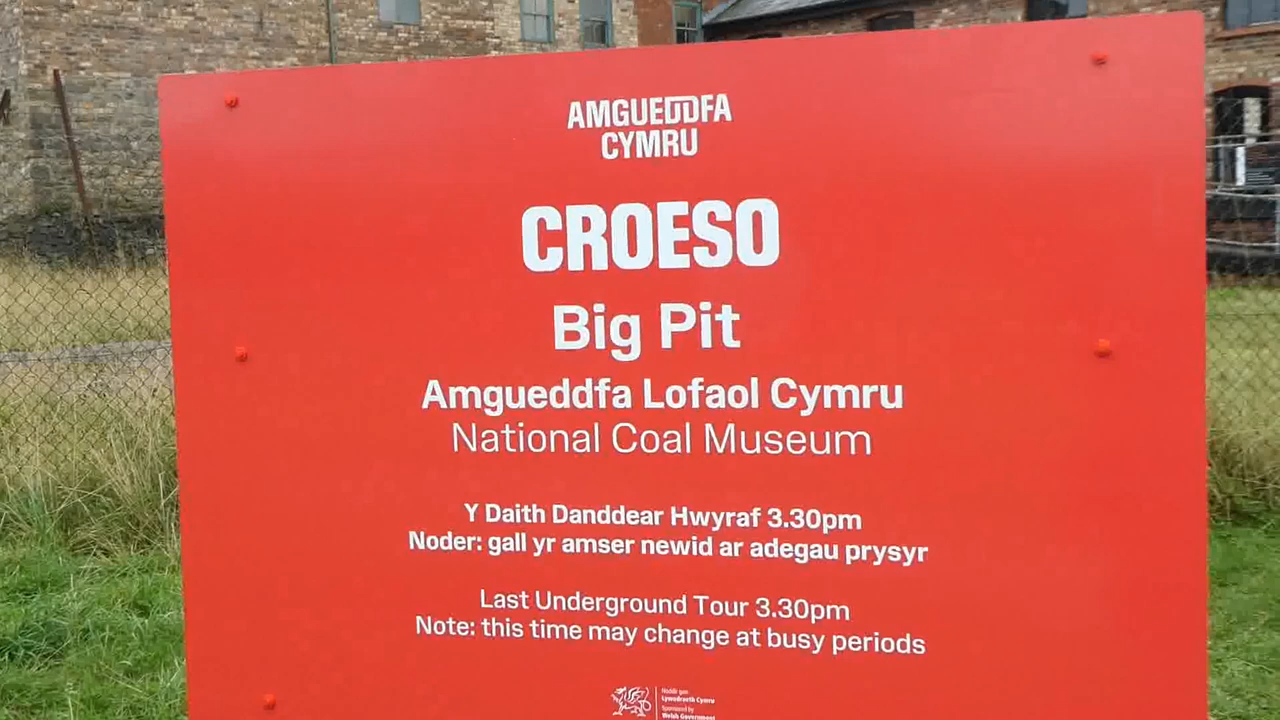 AMGUEDDFA
CYMRU
CROESO
Big Pit
Amgueddfa Lofaol Cymru
National Coal Museum
Y Daith Danddear Hwyraf 3.30pm
Noder: gall yr amser newid ar adegau prysyr
Last Underground Tour 3.30pm
Note: this time may change at busy periods
Noddir gan
Lywodraeth Cymru
Sponsored by
Welsh Government